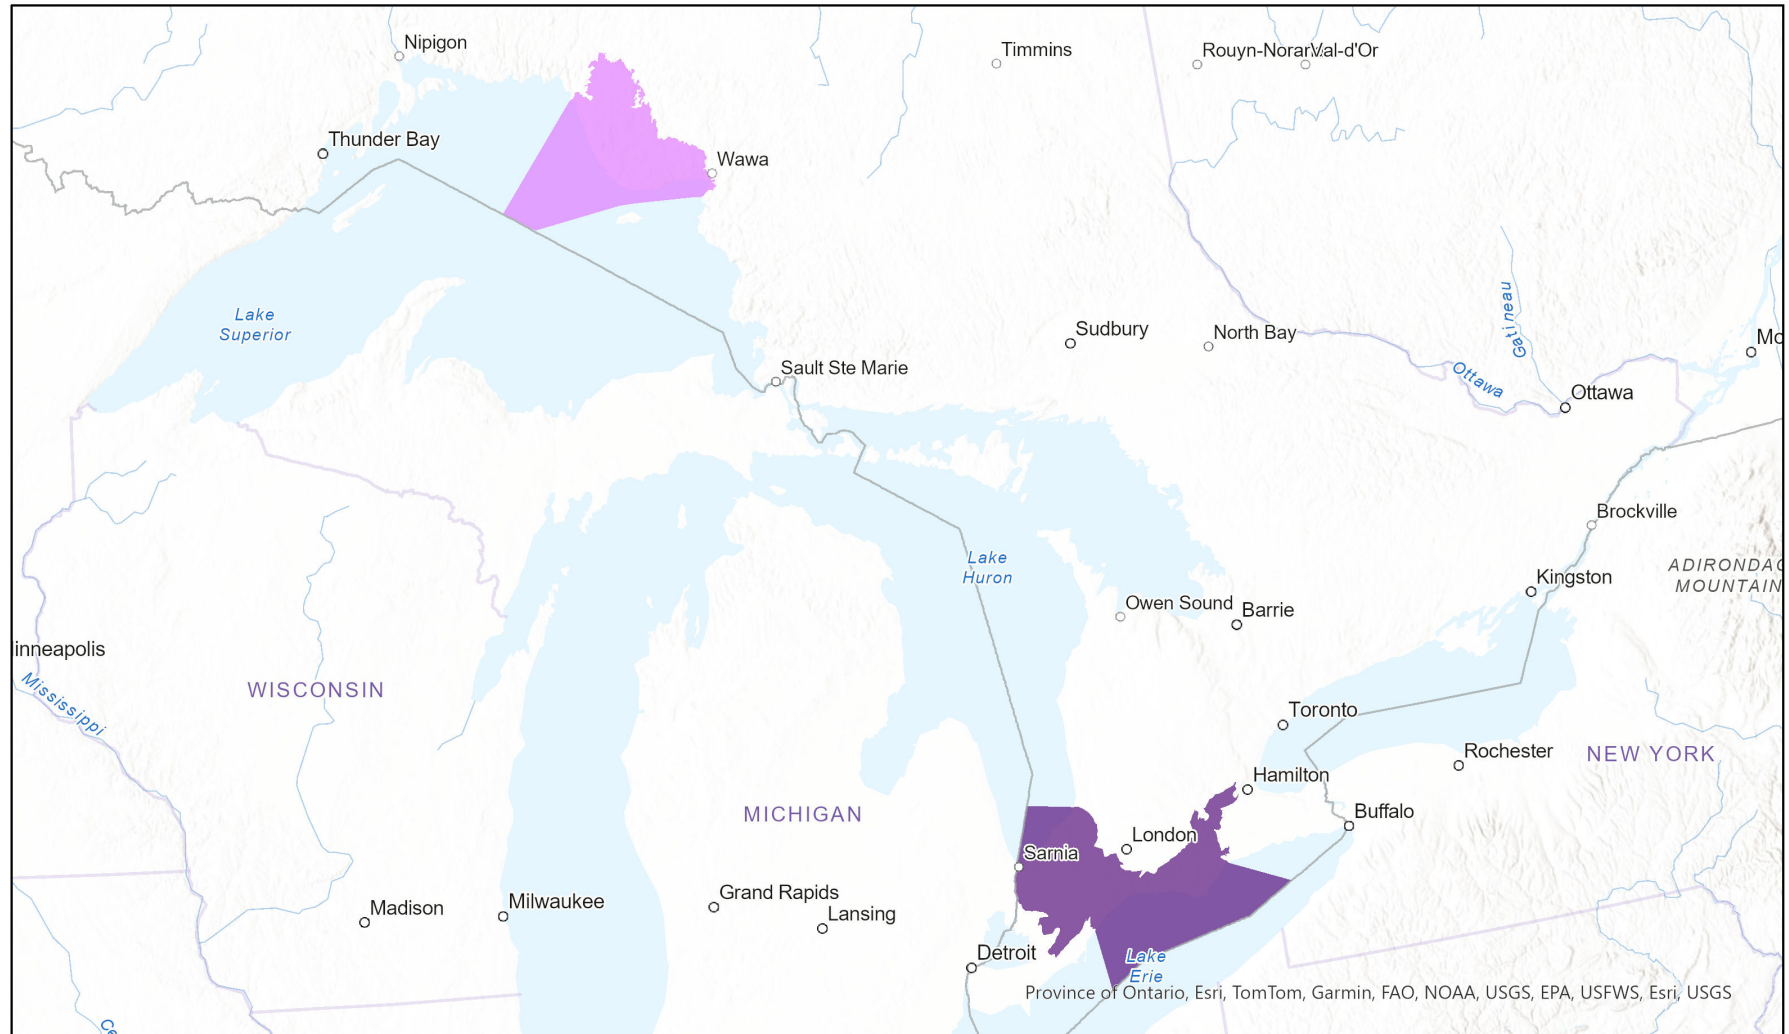 Nipigon
Timmins
Rouyn-Noran
Val-d'Or
Thunder Bay
Wawa
Lake
Superior
Sault Ste Marie
Sudbury
North Bay
Gatineau
Ottawa
Ottawa
Mo
Brockville
Lake
Huron
Kingston
ADIRONDAC
MOUNTAIN
Owen Sound
Barrie
inneapolis
Mississippi
WISCONSIN
Toronto
Rochester
NEW YORK
Hamilton
MICHIGAN
Buffalo
London
Sarnia
Grand Rapids
Milwaukee
Madison
Lansing
Detroit
Lake
Erie
Province of Ontario, Esri, TomTom, Garmin, FAO, NOAA, USGS, EPA, USFWS, Esri, USGS
Ce